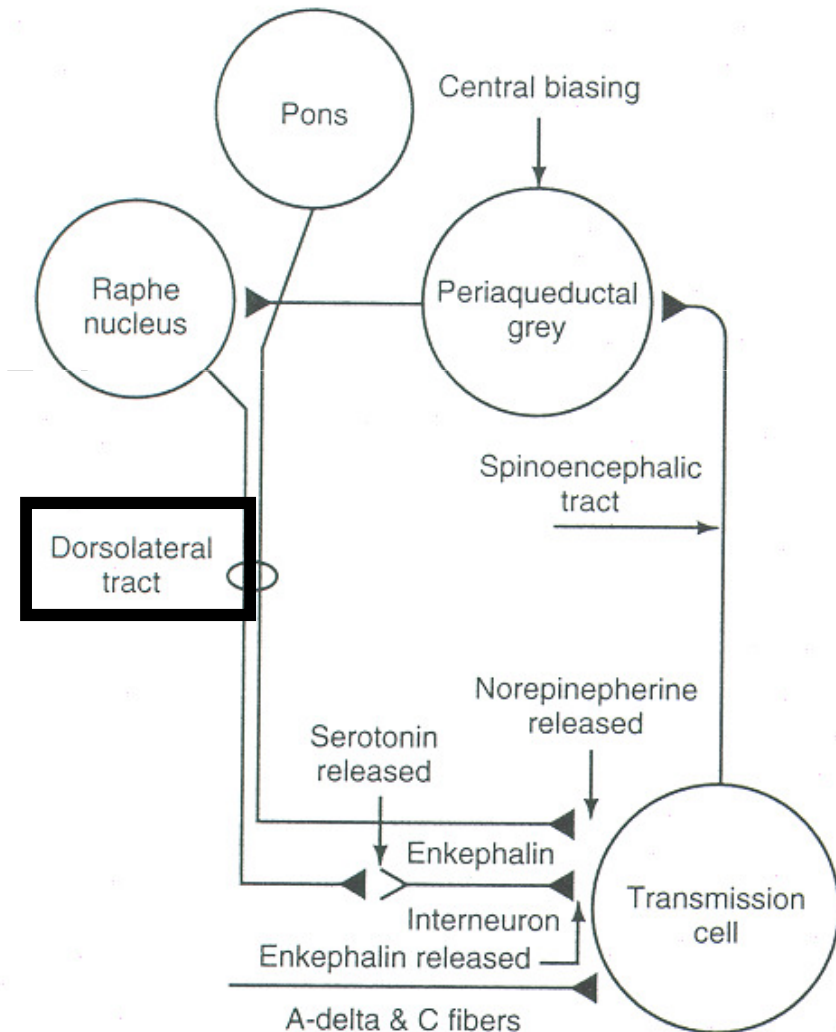 Pons
Central biasing
Raphe
nucleus
Periaqueductal
grey
Spinoencephalic
tract
Dorsolateral
tract
Norepinepherine
released
Serotonin
released
Enkephalin
Interneuron
Enkephalin released
Transmission
cell
A-delta & C fibers